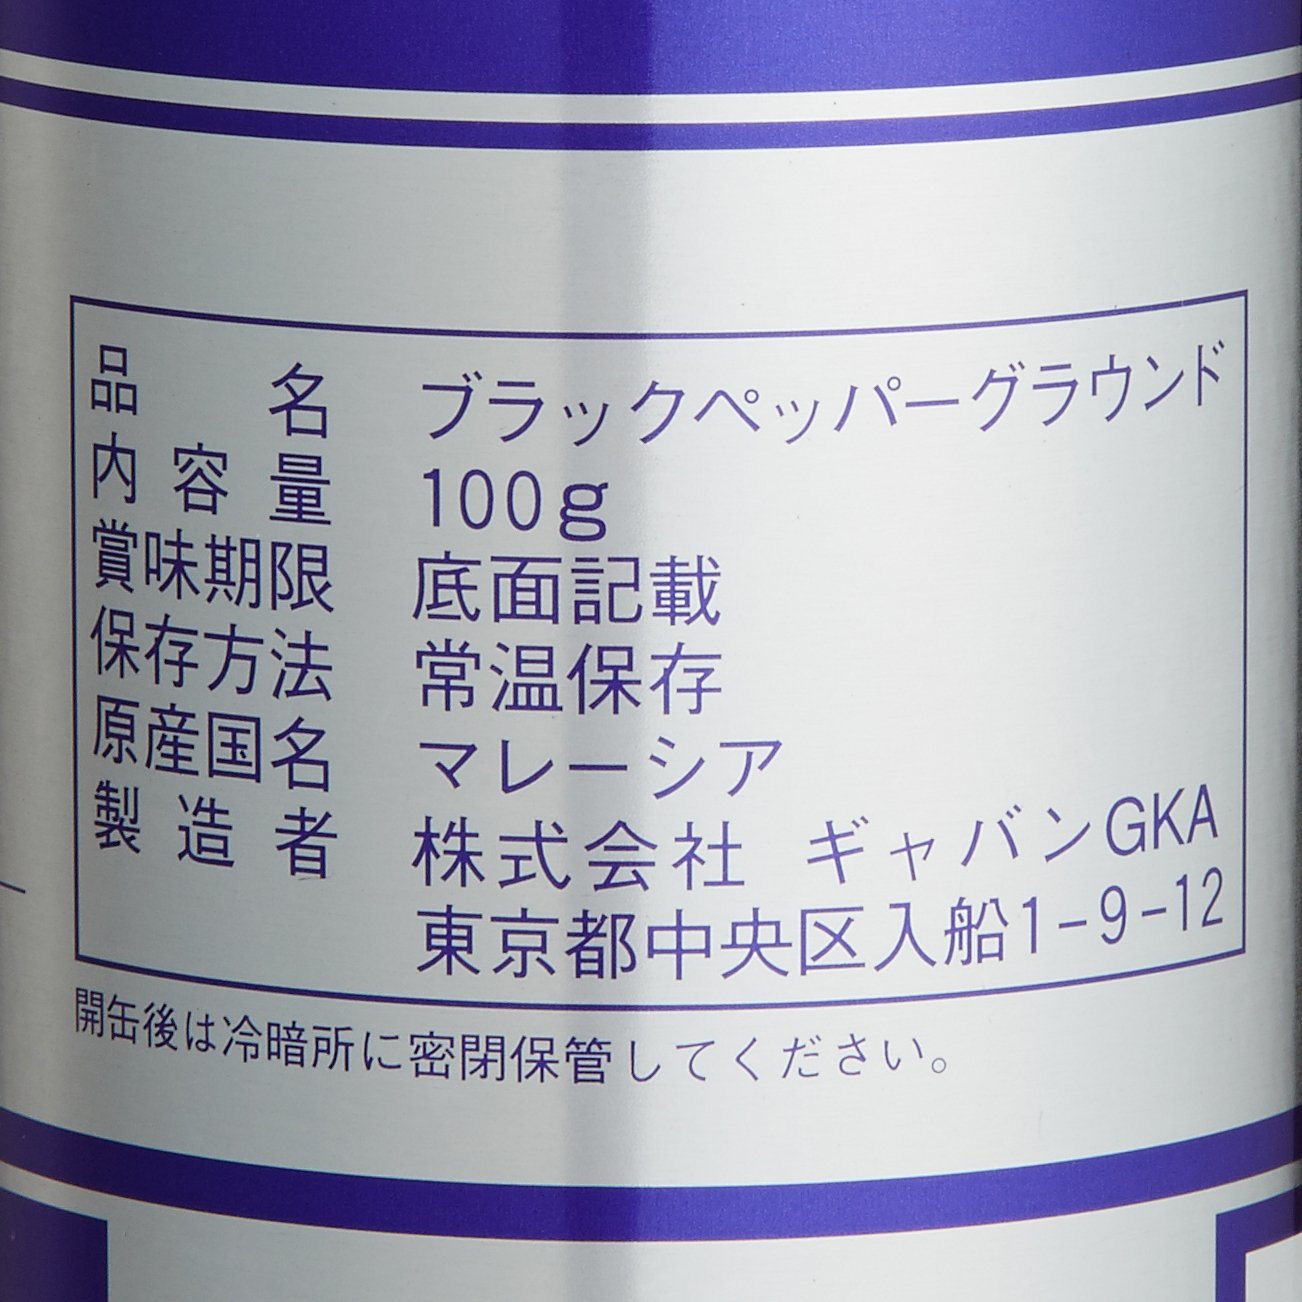 品名 ブラックペッパーグラウンド
内容量 100g
賞味期限 底面記載
保存方法 常温保存
原産国名 マレーシア
製造者 株式会社 ギャバンGKA
東京都中央区入船1-9-12
開缶後は冷暗所に密閉保管してください。